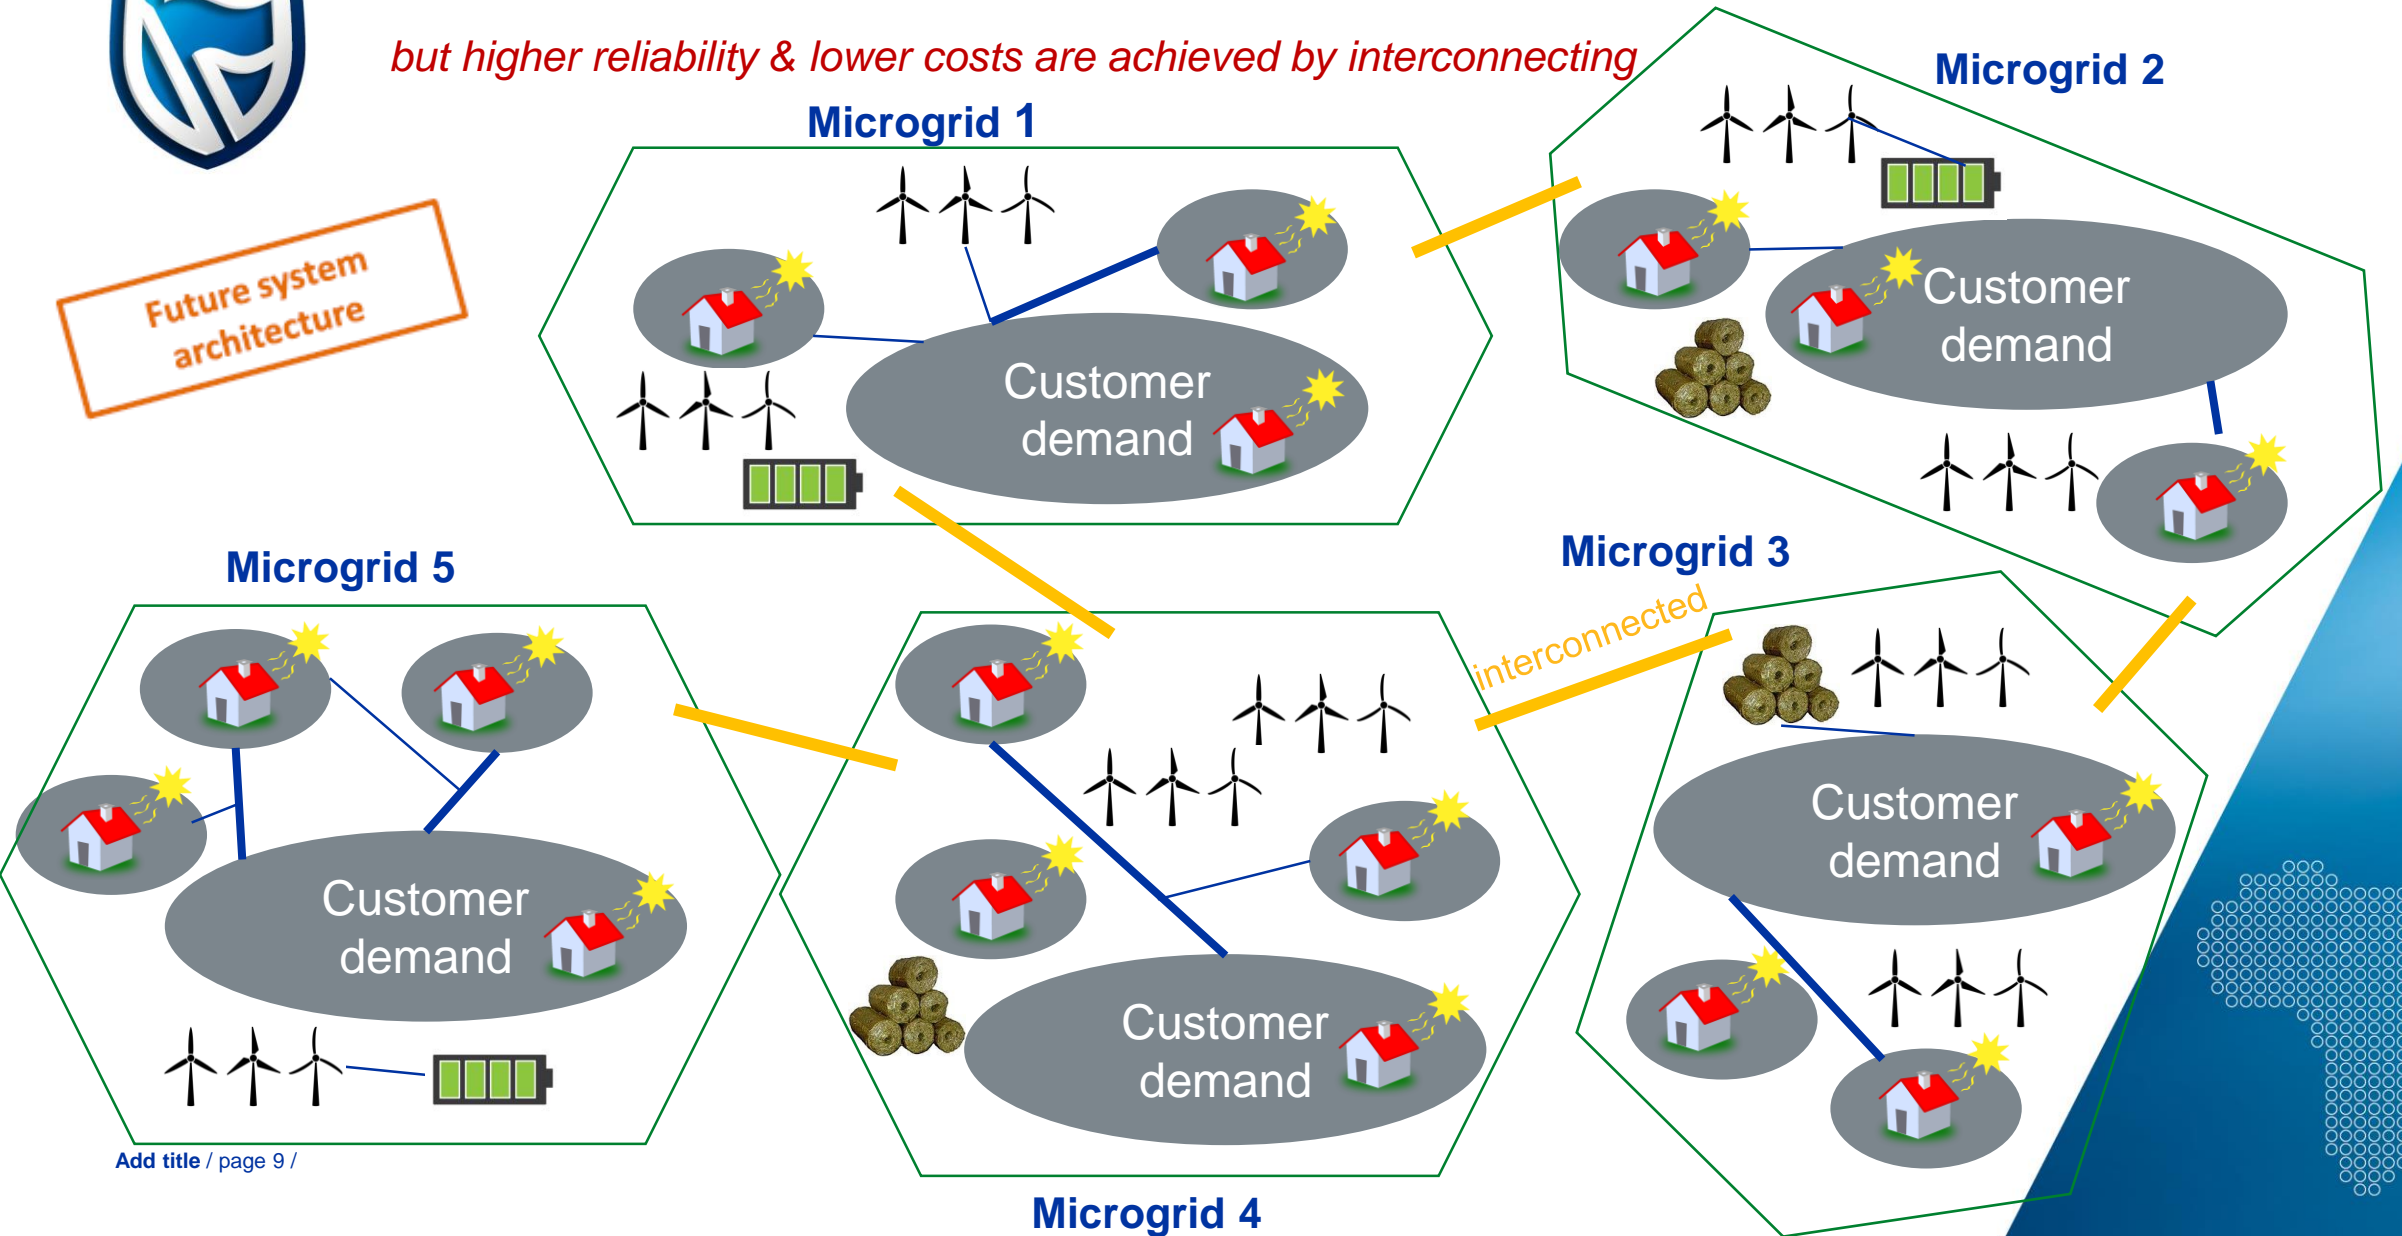 but higher reliability & lower costs are achieved by interconnecting
Microgrid 2
Microgrid 1
Future system
architecture
Customer
demand
Customer
demand
Microgrid 5
Microgrid 3
interconnected
Customer
demand
Customer
demand
Customer
demand
Add title / page 9 /
Microgrid 4